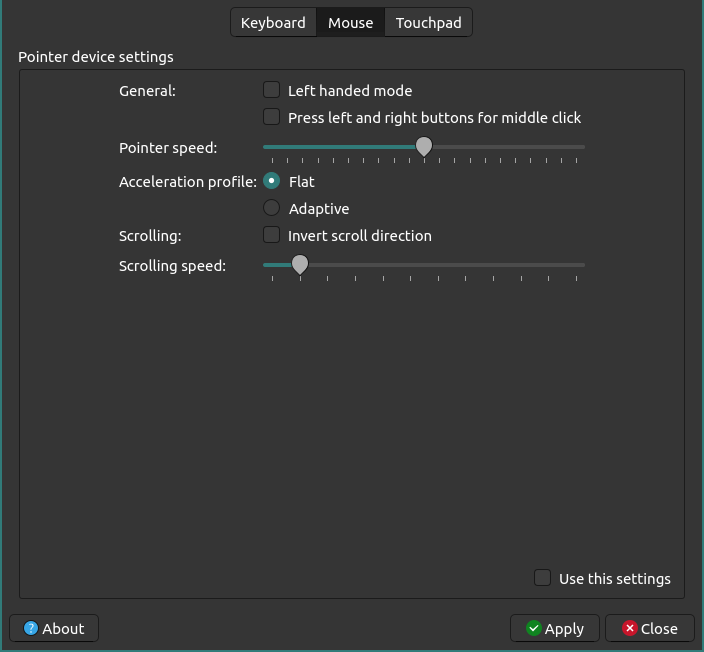 Keyboard Mouse Touchpad
Pointer device settings
General: Left handed mode
Press left and right buttons for middle click
Pointer speed:
Acceleration profile: Flat
Adaptive
Scrolling: Invert scroll direction
Scrolling speed:
Use this settings
? About Apply Close